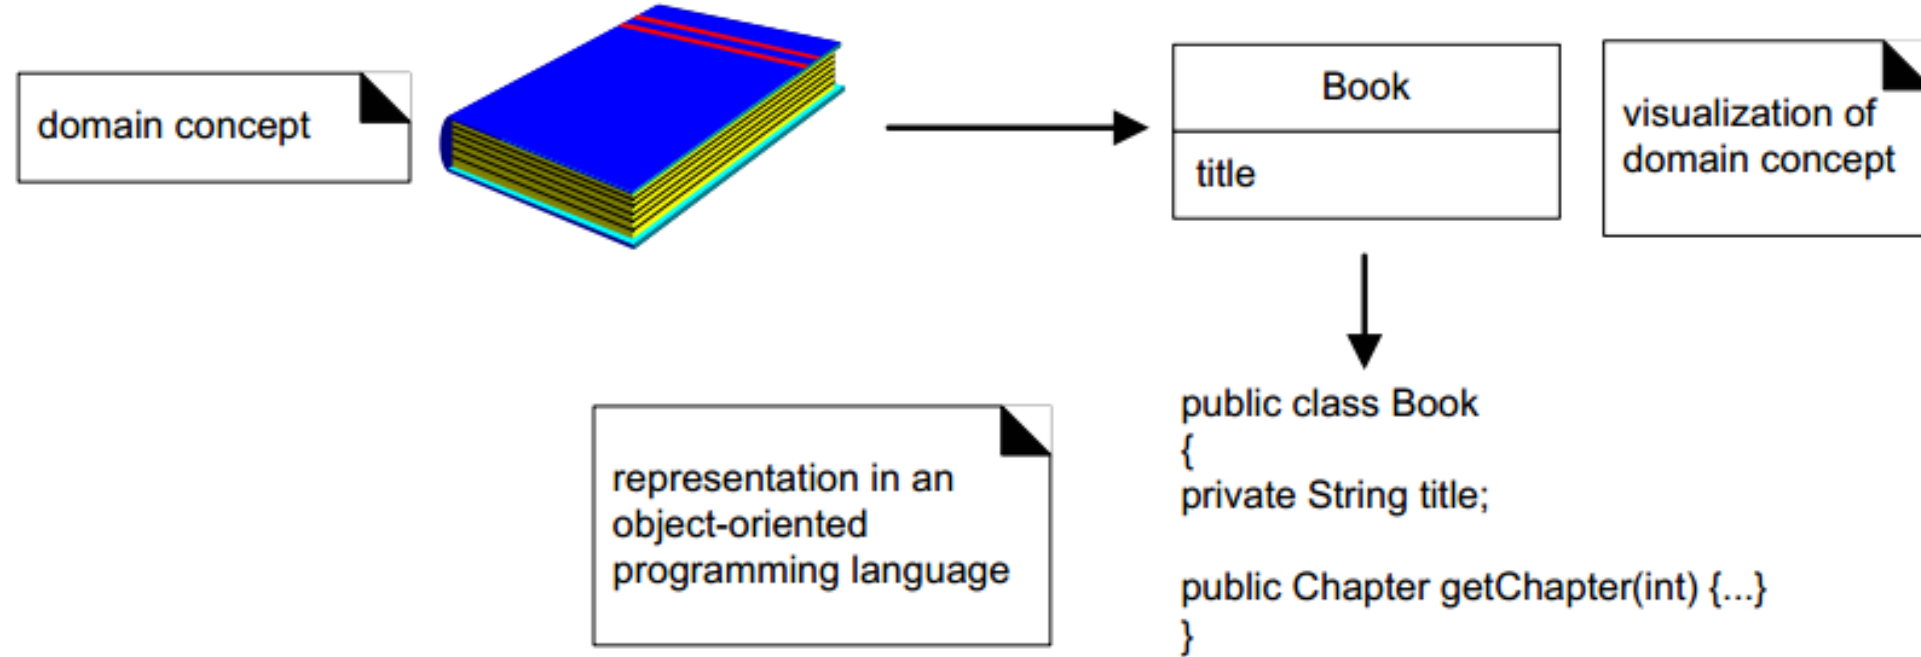 domain concept
Book
title
visualization of
domain concept
representation in an
object-oriented
programming language
public class Book
{
private String title;
public Chapter getChapter(int) {...}
}